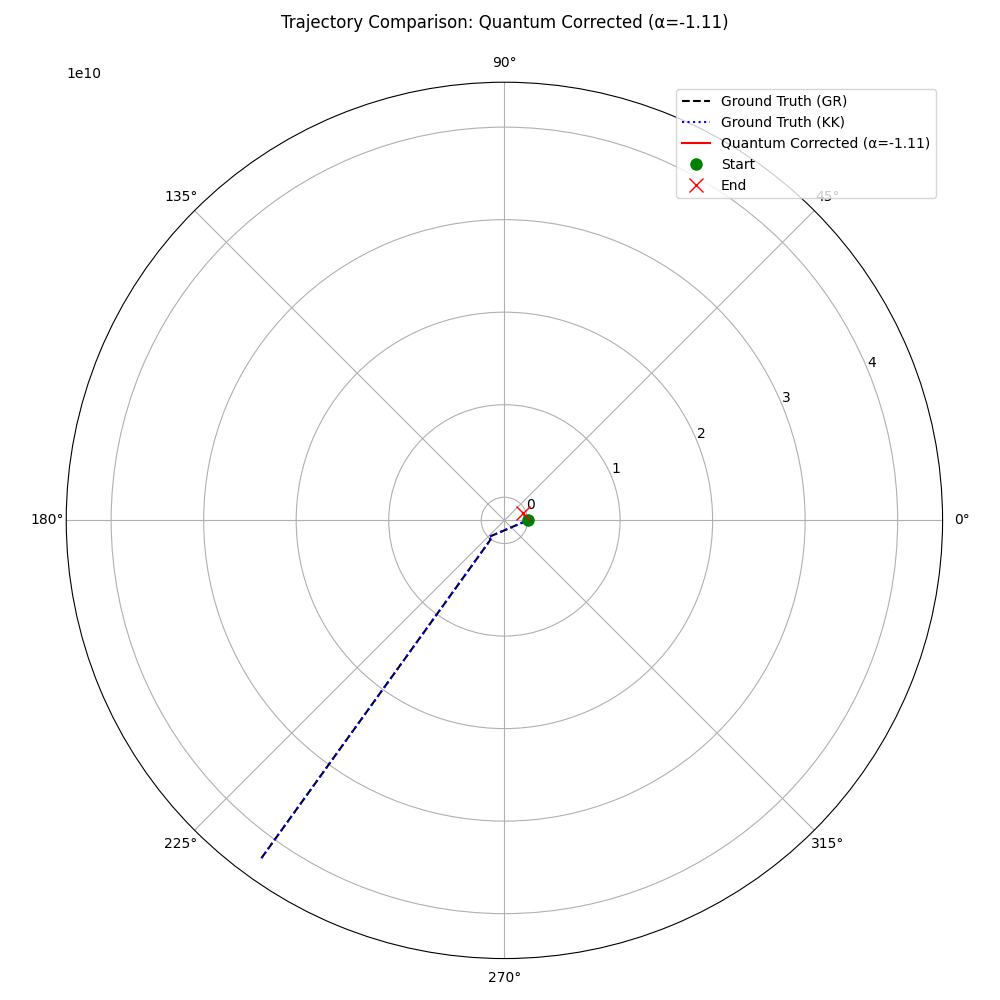 Trajectory Comparison: Quantum Corrected (α=-1.11)
1e10
90°
Ground Truth (GR)
Ground Truth (KK)
Quantum Corrected (α=-1.11)
Start
End
135°
45°
4
3
2
1
0
180°
0°
225°
315°
270°